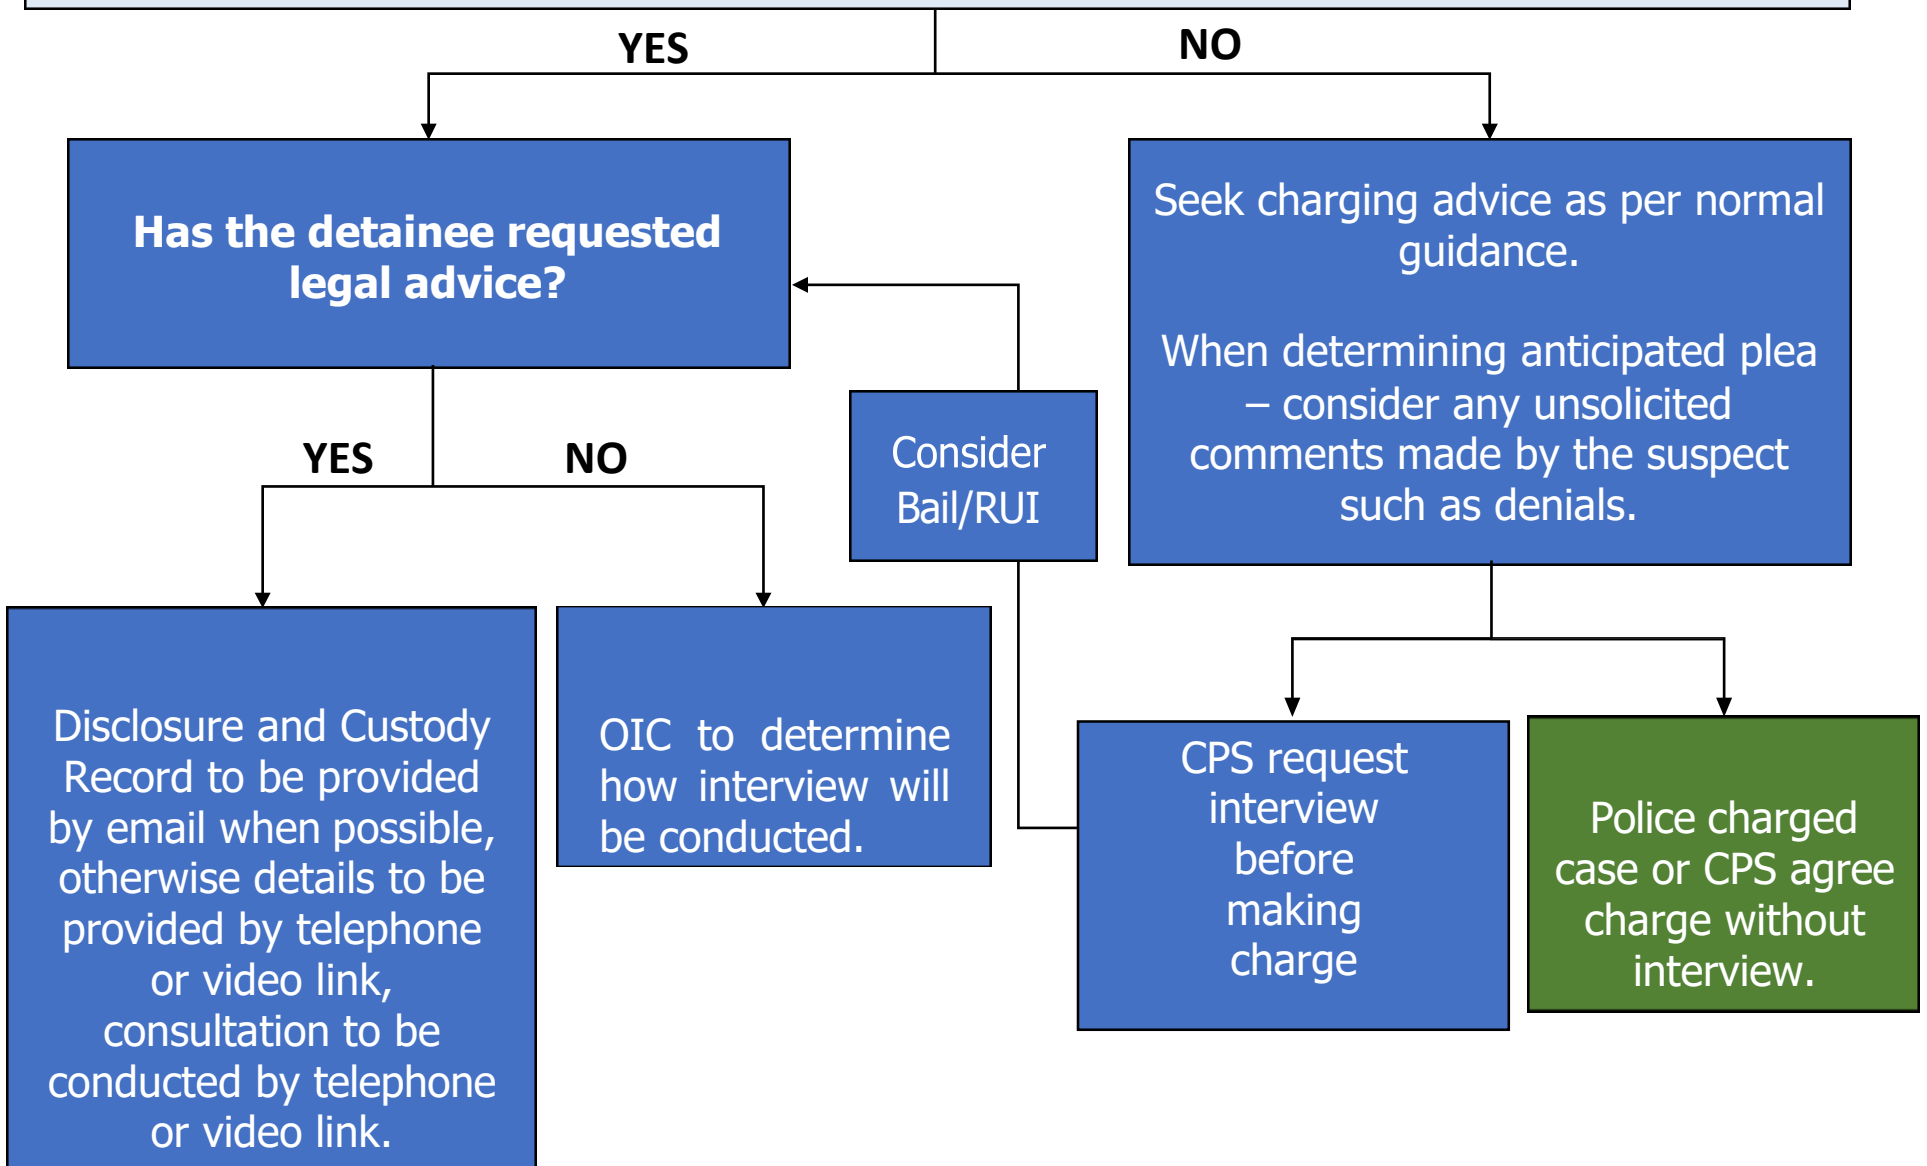 YES
NO
Has the detainee requested
legal advice?
Seek charging advice as per normal
guidance.
When determining anticipated plea
– consider any unsolicited
comments made by the suspect
such as denials.
Consider
Bail/RUI
YES
NO
Disclosure and Custody
Record to be provided
by email when possible,
otherwise details to be
provided by telephone
or video link,
consultation to be
conducted by telephone
or video link.
OIC to determine
how interview will
be conducted.
CPS request
interview
before
making
charge
Police charged
case or CPS agree
charge without
interview.